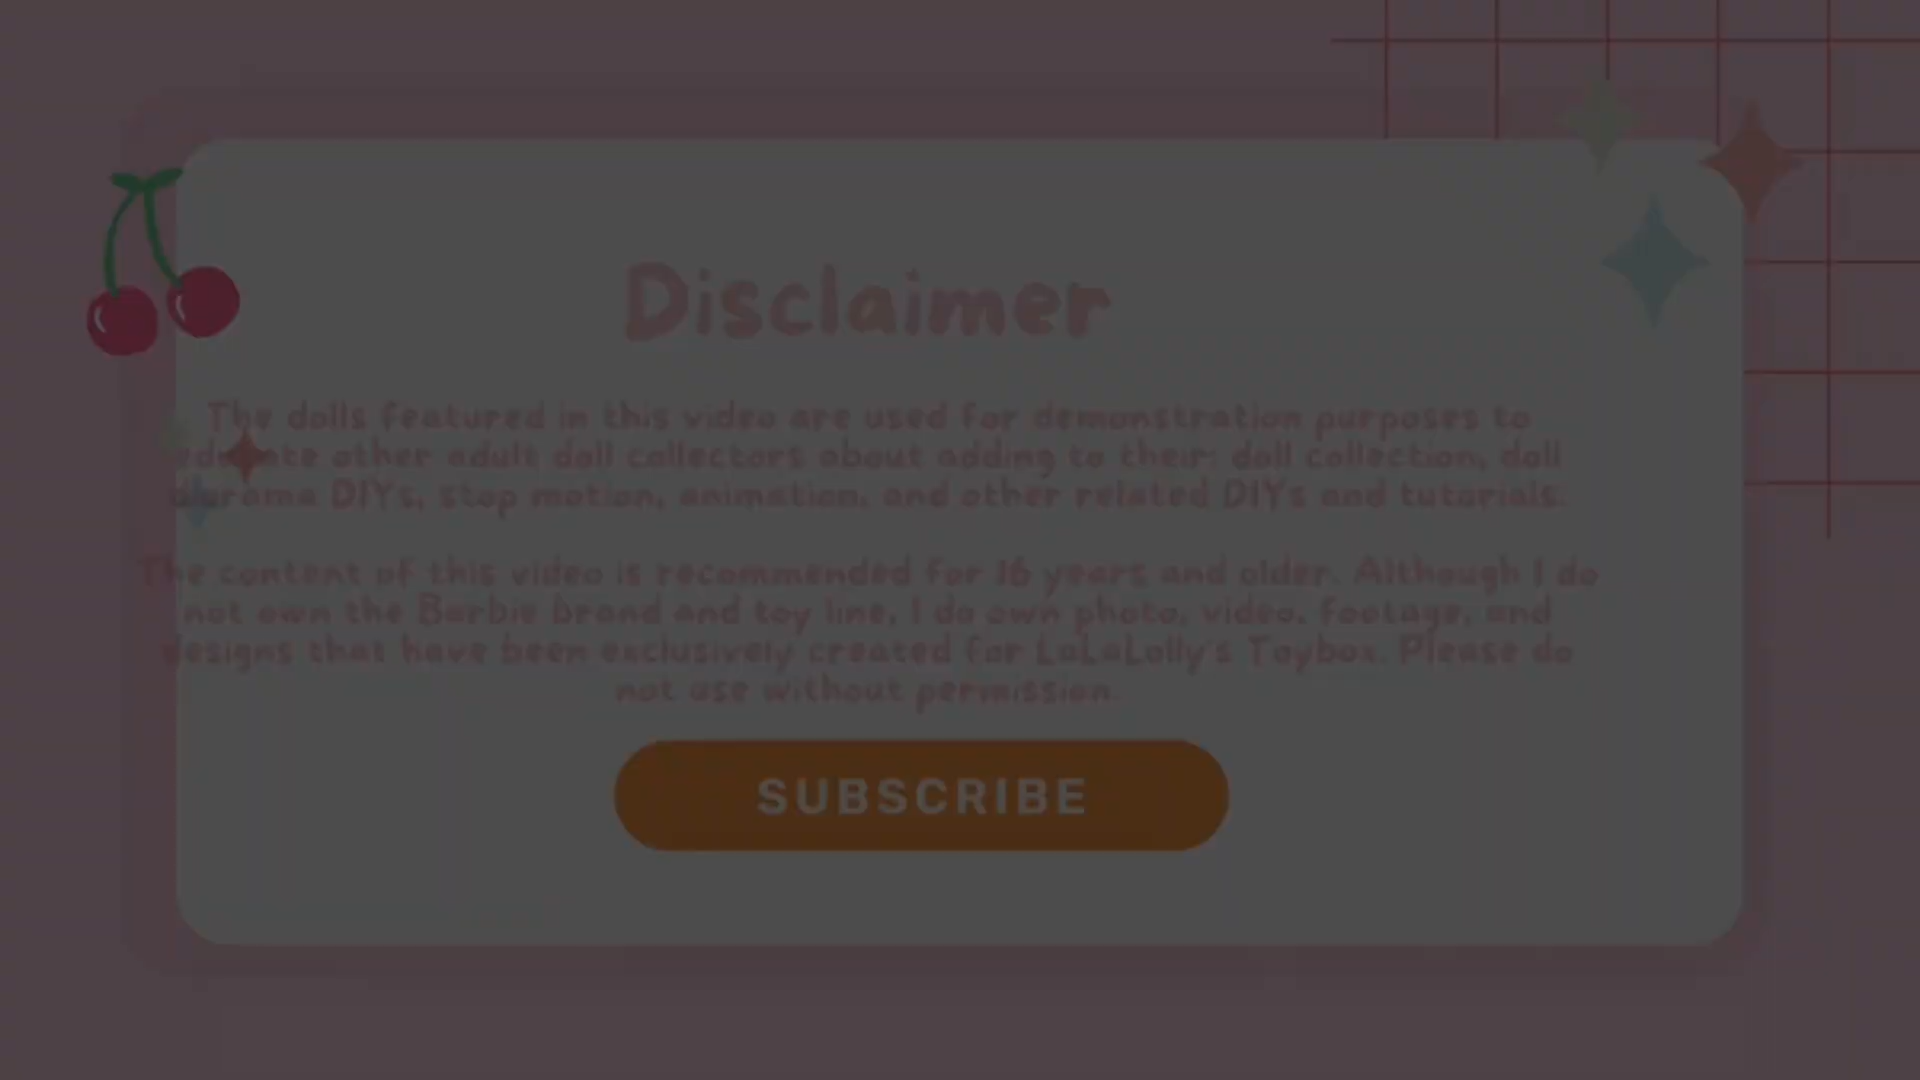 Disclaimer
The dolls featured in this video are used for demonstration purposes to
educate other adult doll collectors about adding to their doll collection, doll
diorama DIYs, stop motion, animation, and other related DIYs and tutorials.
The content of this video is recommended for 16 years and older. Although I do
not own the Barbie brand and toy line, I do own photo, video, footage, and
designs that have been exclusively created for LaLaLolly's Toybox. Please do
not use without permission.
SUBSCRIBE